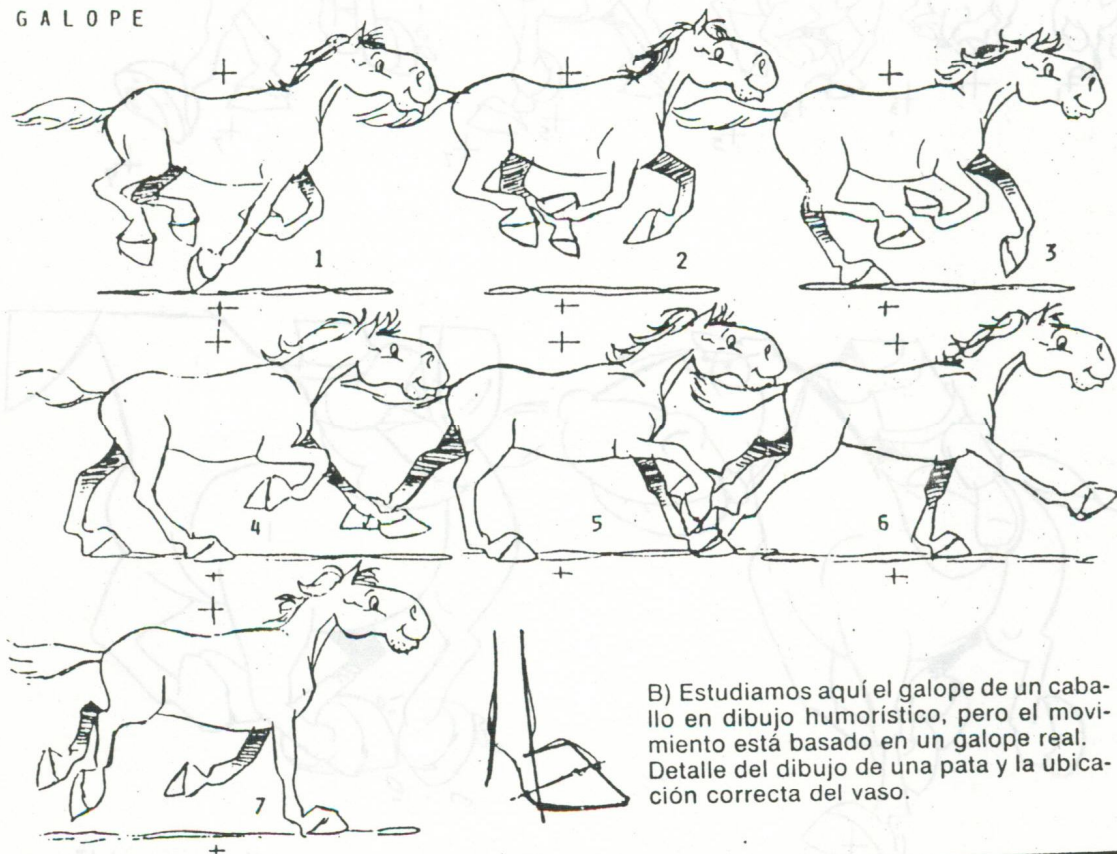 GALOPE
1
2
3
4
5
6
7
B) Estudiamos aquí el galope de un caba-
llo en dibujo humorístico, pero el movi-
miento está basado en un galope real.
Detalle del dibujo de una pata y la ubica-
ción correcta del vaso.